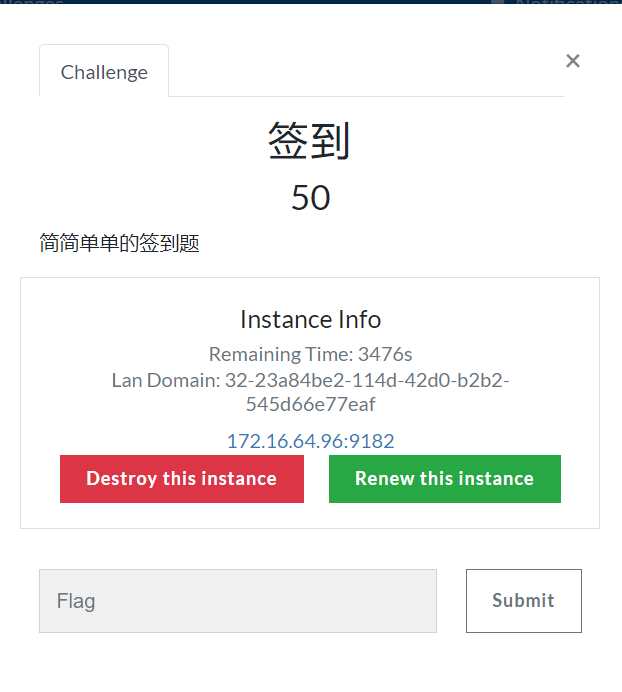 Challenge
×
签到
50
简简单单的签到题
Instance Info
Remaining Time: 3476s
Lan Domain: 32-23a84be2-114d-42d0-b2b2-
545d66e77eaf
172.16.64.96:9182
Destroy this instance
Renew this instance
Flag
Submit